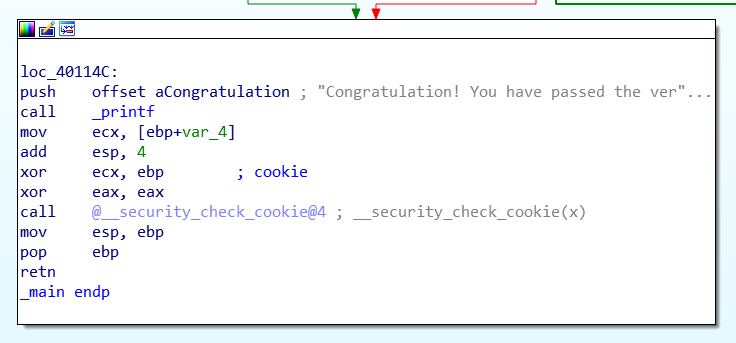 loc_40114C:
push    offset aCongratulation ; "Congratulation! You have passed the ver"...
call    _printf
mov     ecx, [ebp+var_4]
add     esp, 4
xor     ecx, ebp        ; cookie
xor     eax, eax
call    @__security_check_cookie@4 ; __security_check_cookie(x)
mov     esp, ebp
pop     ebp
retn
_main endp